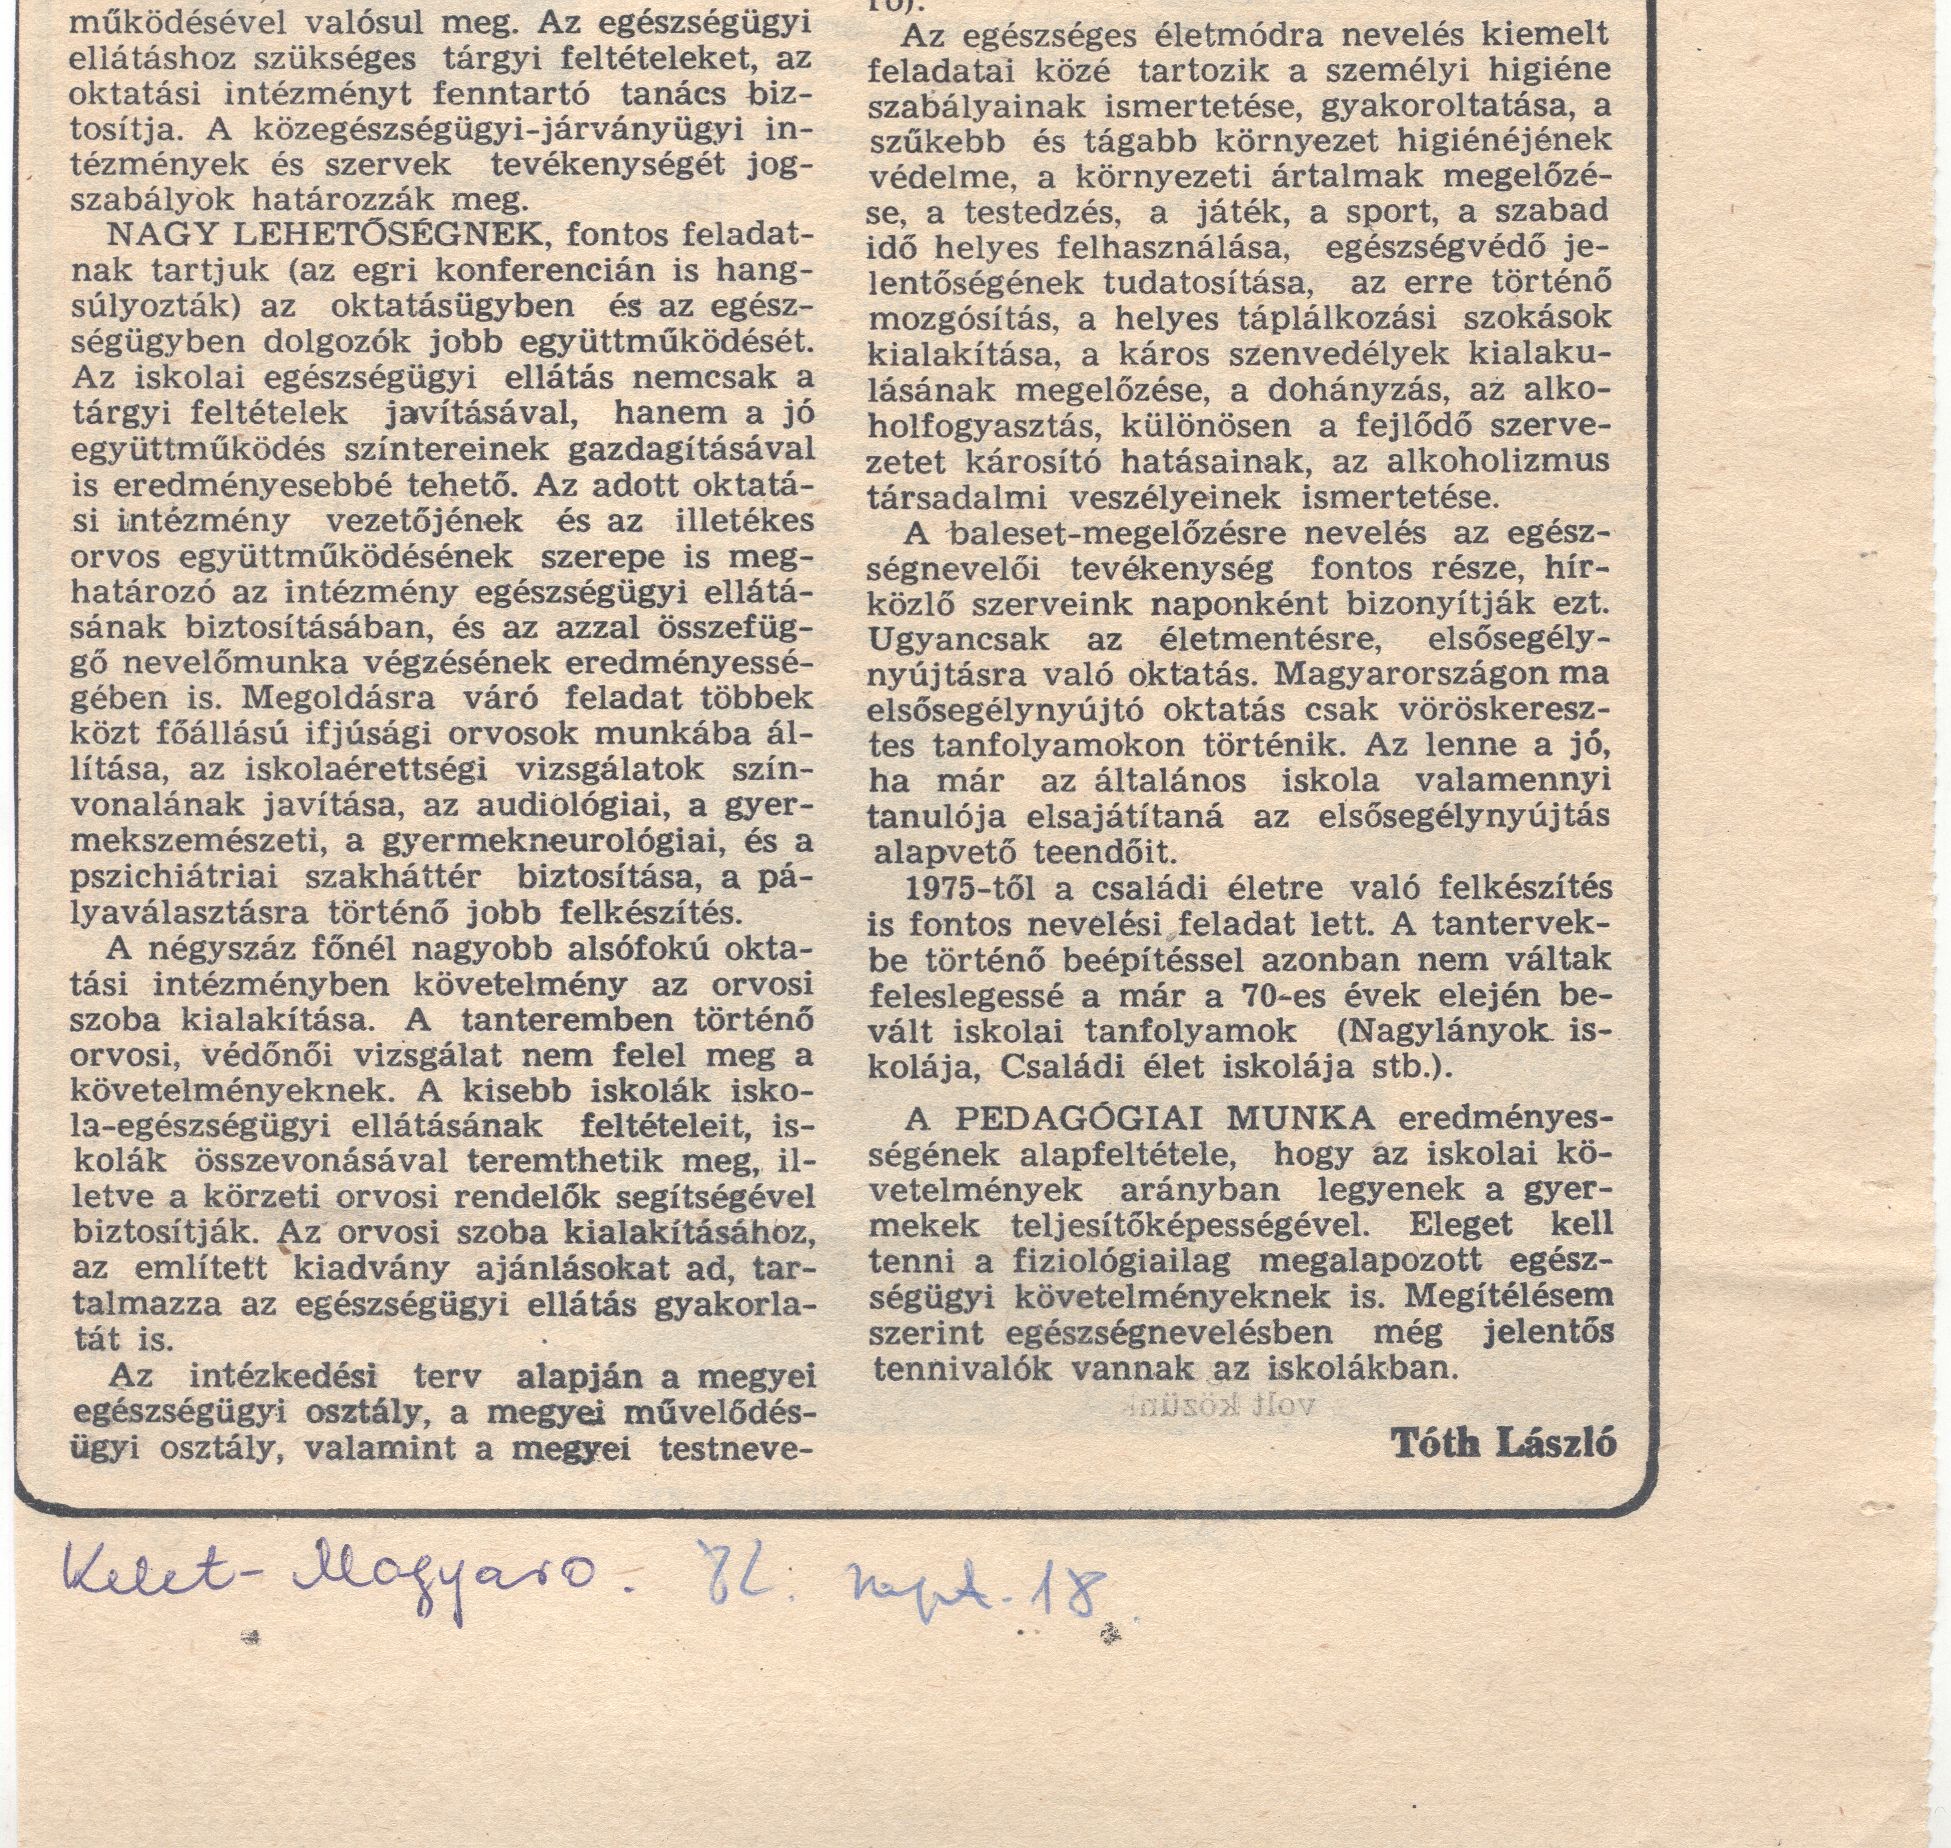 működésével valósul meg. Az egészségügyi
ellátáshoz szükséges tárgyi feltételeket, az
oktatási intézményt fenntartó tanács biz-
tosítja. A közegészségügyi-járványügyi in-
tézmények és szervek tevékenységét jog-
szabályok határozzák meg.
NAGY LEHETŐSÉGNEK, fontos feladat-
nak tartjuk (az egri konferencián is hang-
súlyozták) az oktatásügyben és az egész-
ségügyben dolgozók jobb együttműködését.
Az iskolai egészségügyi ellátás nemcsak a
tárgyi feltételek javításával, hanem a jó
együttműködés színtereinek gazdagításával
is eredményesebbé tehető. Az adott oktatá-
si intézmény vezetőjének és az illetékes
orvos együttműködésének szerepe is meg-
határozó az intézmény egészségügyi ellátá-
sának biztosításában, és az azzal összefüg-
gő nevelőmunka végzésének eredményessé-
gében is. Megoldásra váró feladat többek
közt főállású ifjúsági orvosok munkába ál-
lítása, az iskolaérettségi vizsgálatok szín-
vonalának javítása, az audiológiai, a gyer-
mekszemészeti, a gyermekneurológiai, és a
pszichiátriai szakháttér biztosítása, a pá-
lyaválasztásra történő jobb felkészítés.
A négyszáz főnél nagyobb alsófokú okta-
tási intézményben követelmény az orvosi
szoba kialakítása. A tanteremben történő
orvosi, védőnői vizsgálat nem felel meg a
követelményeknek. A kisebb iskolák isko-
la-egészségügyi ellátásának feltételeit, is-
kolák összevonásával teremthetik meg, il-
letve a körzeti orvosi rendelők segítségével
biztosítják. Az orvosi szoba kialakításához,
az említett kiadvány ajánlásokat ad, tar-
talmazza az egészségügyi ellátás gyakorla-
tát is.
Az intézkedési terv alapján a megyei
egészségügyi osztály, a megyei művelődés-
ügyi osztály, valamint a megyei testneve-
ró).
Az egészséges életmódra nevelés kiemelt
feladatai közé tartozik a személyi higiéne
szabályainak ismertetése, gyakoroltatása, a
szűkebb és tágabb környezet higiénéjének
védelme, a környezeti ártalmak megelőzé-
se, a testedzés, a játék, a sport, a szabad
idő helyes felhasználása, egészségvédő je-
lentőségének tudatosítása, az erre történő
mozgósítás, a helyes táplálkozási szokások
kialakítása, a káros szenvedélyek kialaku-
lásának megelőzése, a dohányzás, az alko-
holfogyasztás, különösen a fejlődő szerve-
zetet károsító hatásainak, az alkoholizmus
társadalmi veszélyeinek ismertetése.
A baleset-megelőzésre nevelés az egész-
ségnevelői tevékenység fontos része, hír-
közlő szerveink naponként bizonyítják ezt.
Ugyancsak az életmentésre, elsősegély-
nyújtásra való oktatás. Magyarországon ma
elsősegélynyújtó oktatás csak vöröskeresz-
tes tanfolyamokon történik. Az lenne a jó,
ha már az általános iskola valamennyi
tanulója elsajátítaná az elsősegélynyújtás
alapvető teendőit.
1975-től a családi életre való felkészítés
is fontos nevelési feladat lett. A tantervek-
be történő beépítéssel azonban nem váltak
feleslegessé a már a 70-es évek elején be-
vált iskolai tanfolyamok (Nagylányok is-
kolája, Családi élet iskolája stb.).
A PEDAGÓGIAI MUNKA eredményes-
ségének alapfeltétele, hogy az iskolai kö-
vetelmények arányban legyenek a gyer-
mekek teljesítőképességével. Eleget kell
tenni a fiziológiailag megalapozott egész-
ségügyi követelményeknek is. Megítélésem
szerint egészségnevelésben még jelentős
tennivalók vannak az iskolákban.
Tóth László
Kelet-Magyaro. 82. szept. 18.